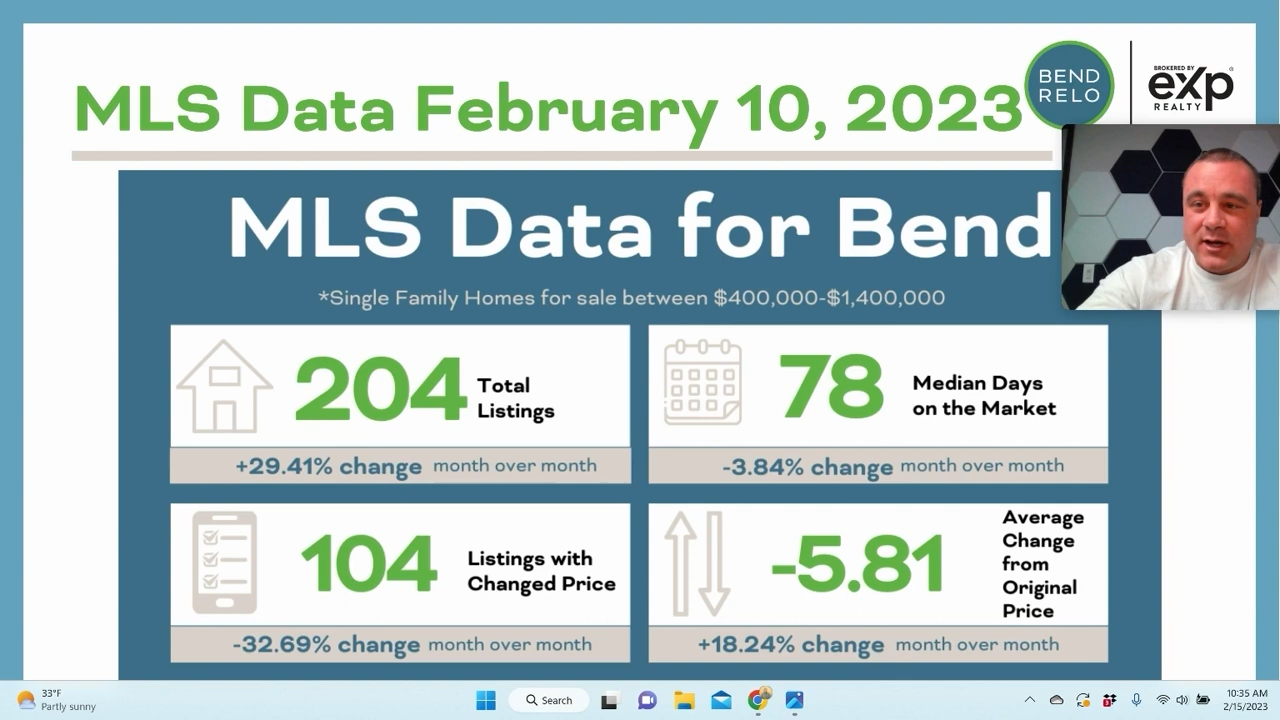 MLS Data February 10, 2023
BEND
RELO
BROKERED BY
eXp
REALTY
MLS Data for Bend
*Single Family Homes for sale between $400,000-$1,400,000
204
Total
Listings
+29.41% change month over month
78
Median Days
on the Market
-3.84% change month over month
104
Listings with
Changed Price
-32.69% change month over month
-5.81
Average
Change
from
Original
Price
+18.24% change month over month
33°F
Partly sunny
Search
10:35 AM
2/15/2023